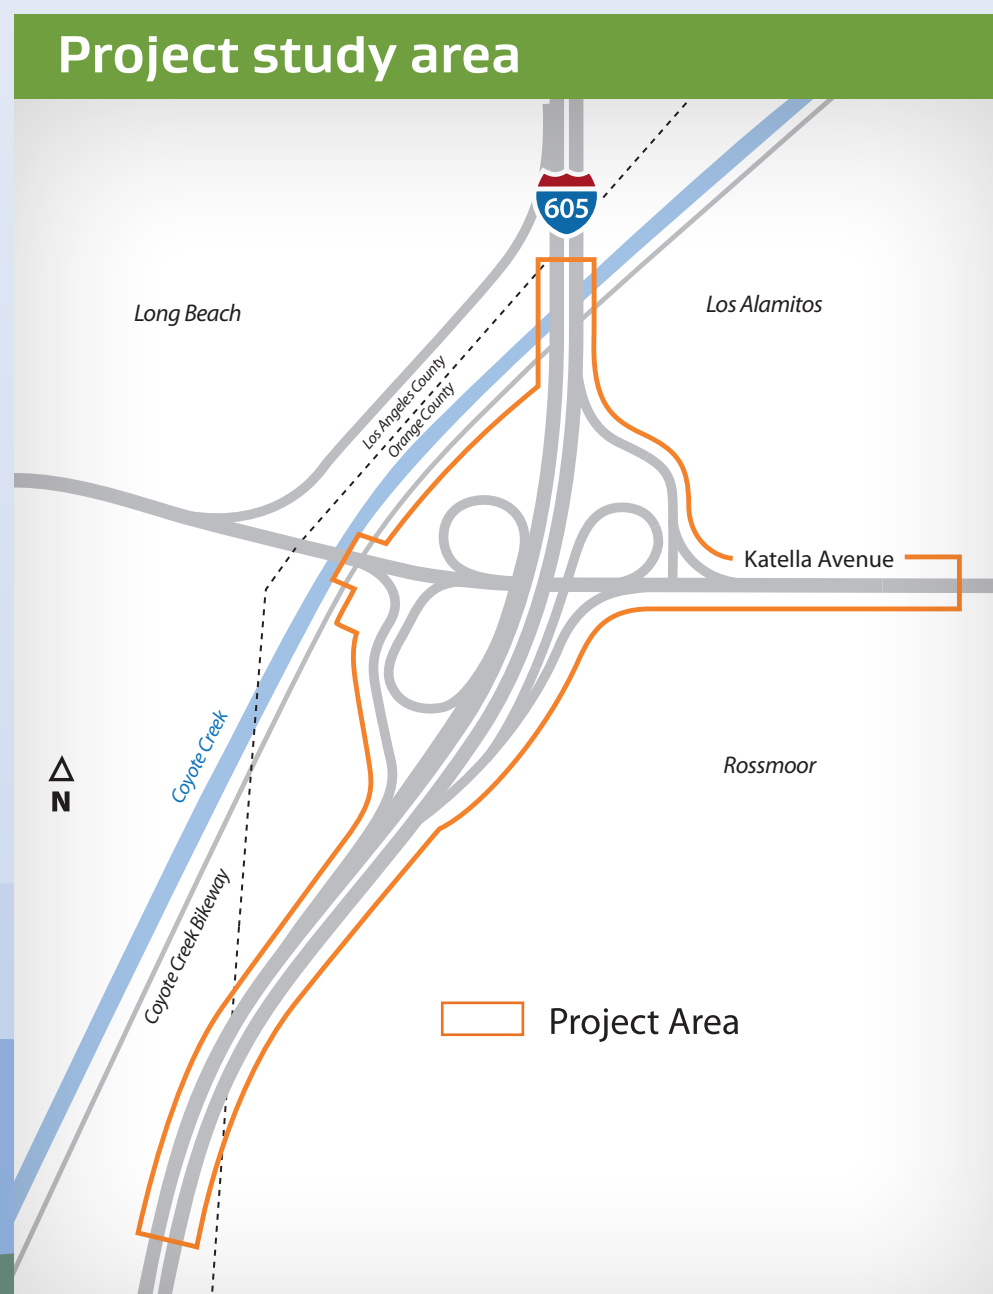 Project study area
605
Long Beach
Los Alamitos
Los Angeles County
Orange County
Katella Avenue
Coyote Creek
Rossmoor
N
Coyote Creek Bikeway
Project Area